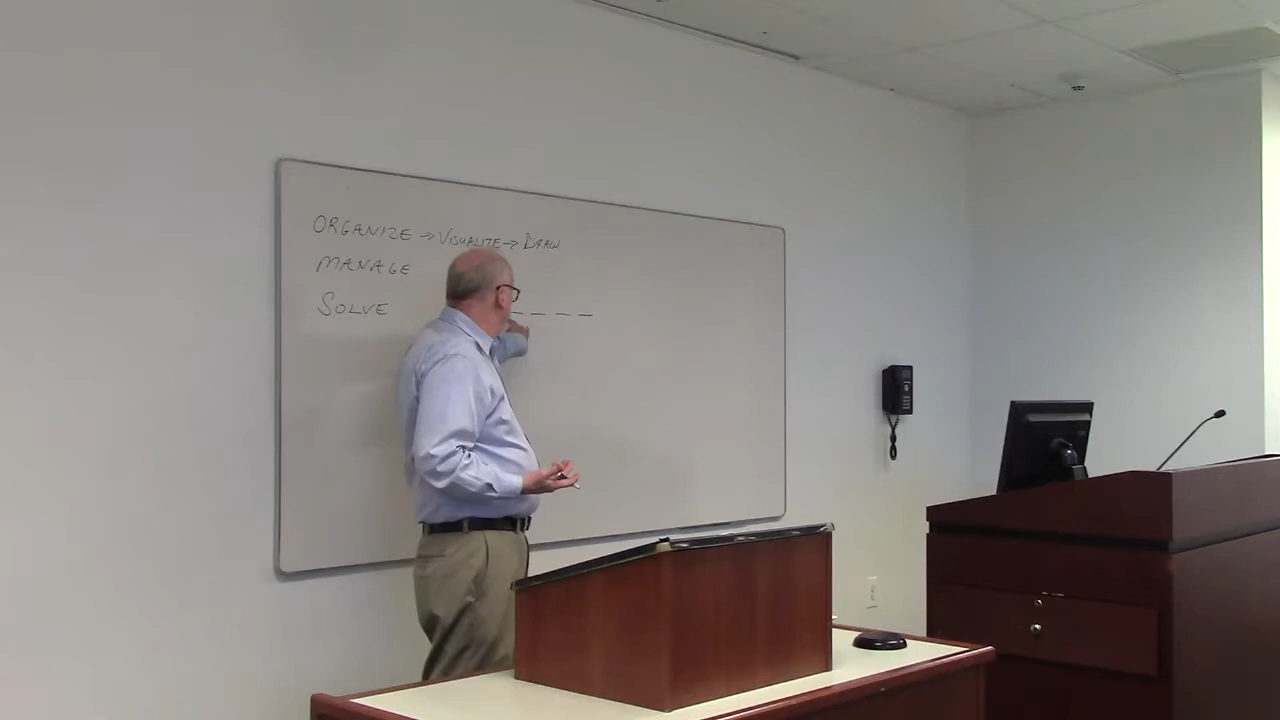 ORGANIZE → VISUALIZE → DRAW
MANAGE
SOLVE _ _ _ _